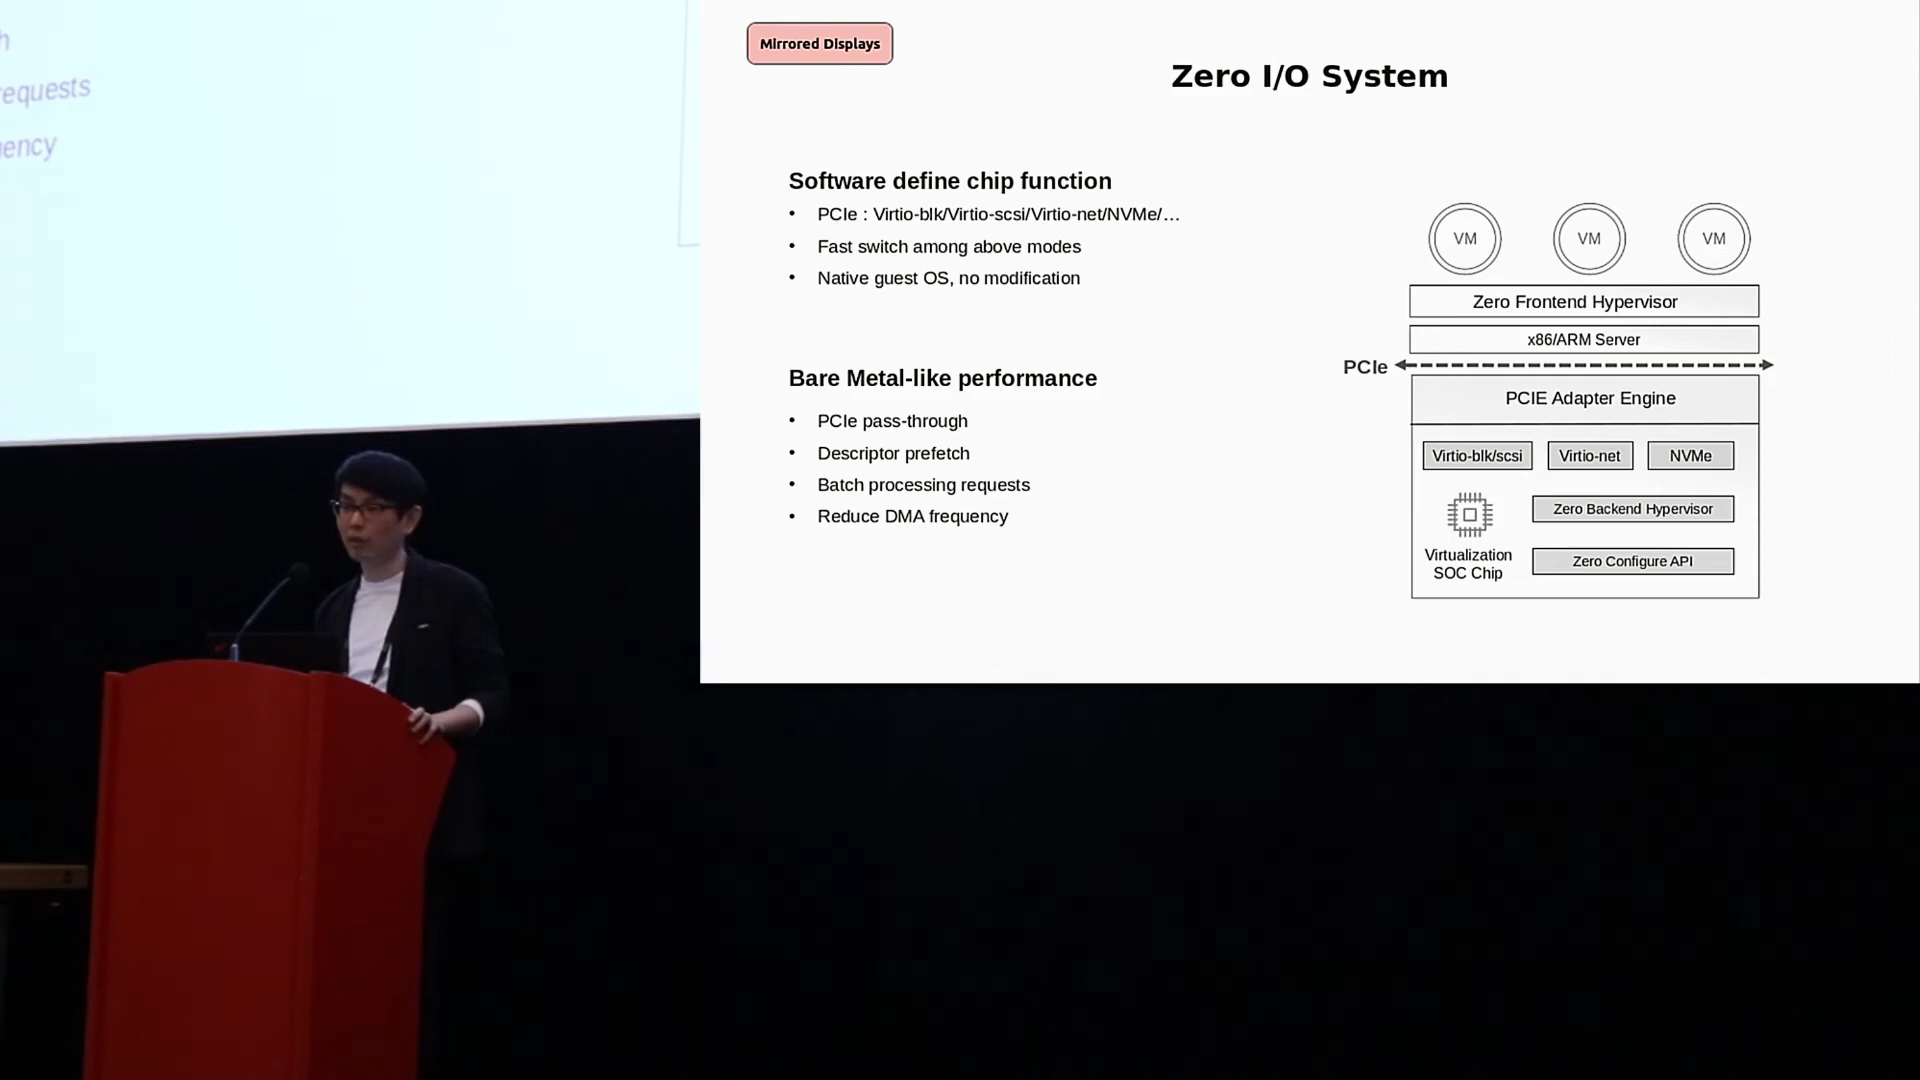 requests
Mirrored Displays
Zero I/O System
Software define chip function
• PCIe : Virtio-blk/Virtio-scsi/Virtio-net/NVMe/…
• Fast switch among above modes
• Native guest OS, no modification
Bare Metal-like performance
• PCIe pass-through
• Descriptor prefetch
• Batch processing requests
• Reduce DMA frequency
VM VM VM
Zero Frontend Hypervisor
x86/ARM Server
PCIe
PCIE Adapter Engine
Virtio-blk/scsi Virtio-net NVMe
Zero Backend Hypervisor
Virtualization
SOC Chip
Zero Configure API